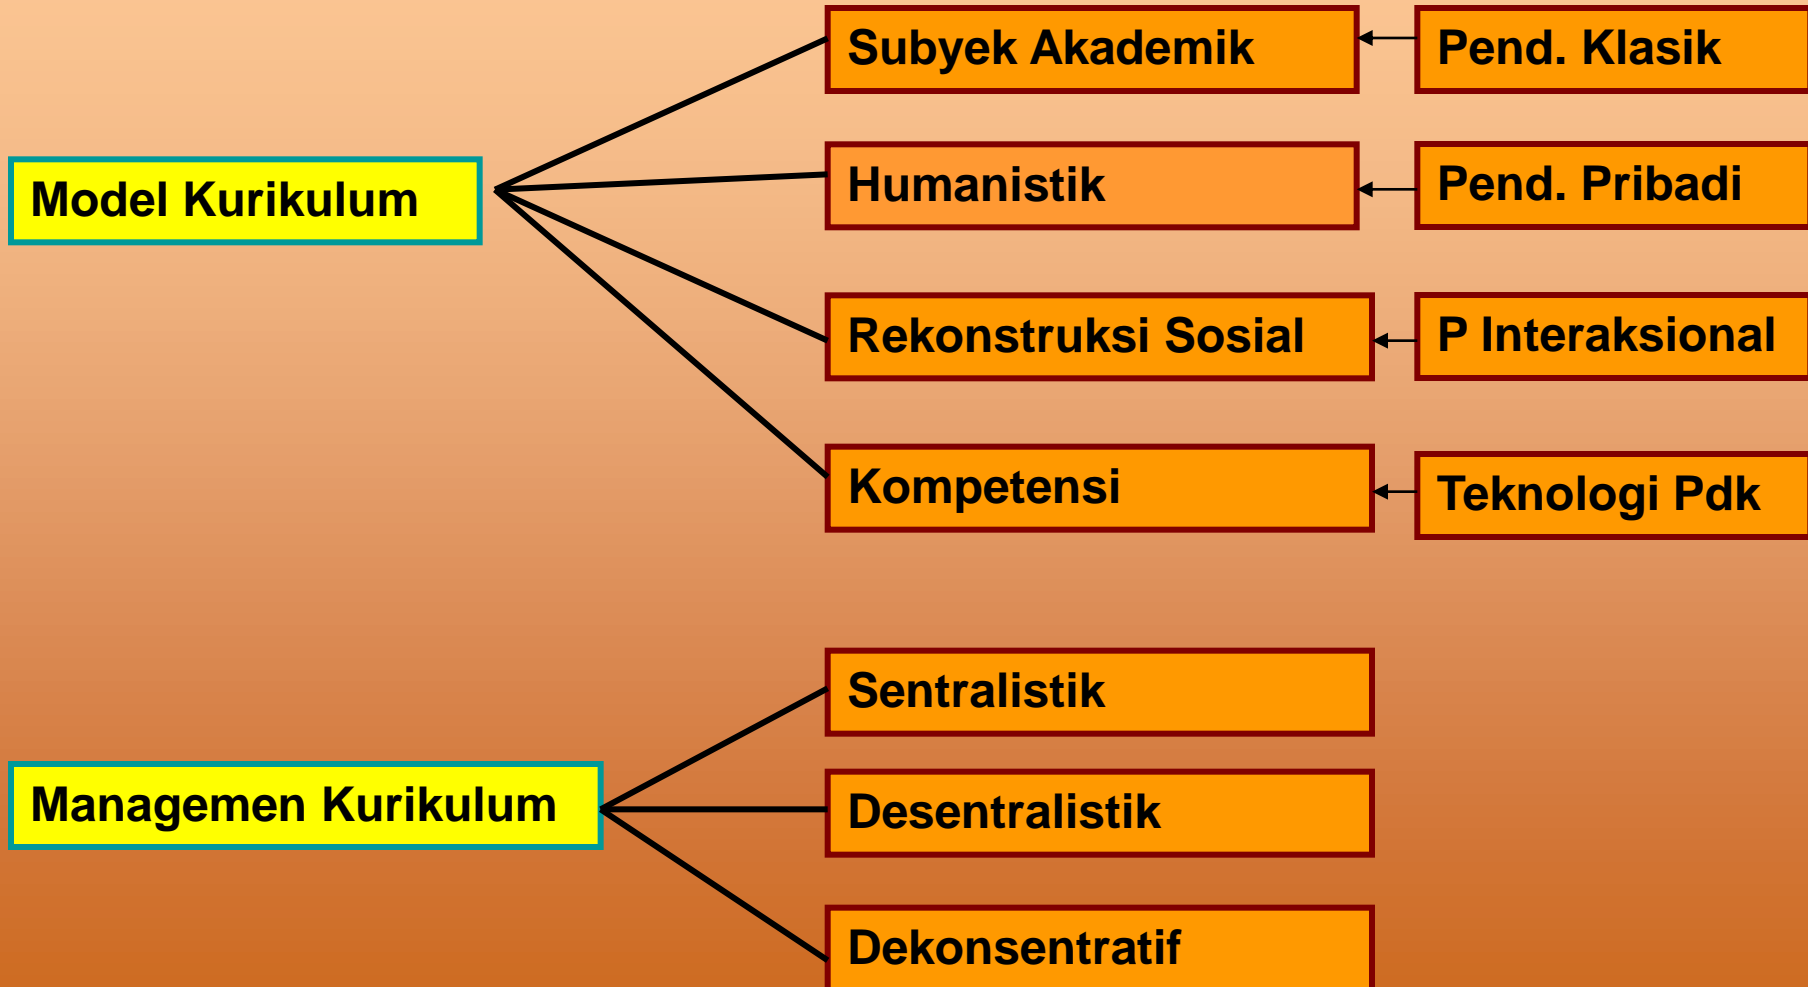 Subyek Akademik
Pend. Klasik
Model Kurikulum
Humanistik
Pend. Pribadi
Rekonstruksi Sosial
P Interaksional
Kompetensi
Teknologi Pdk
Sentralistik
Managemen Kurikulum
Desentralistik
Dekonsentratif